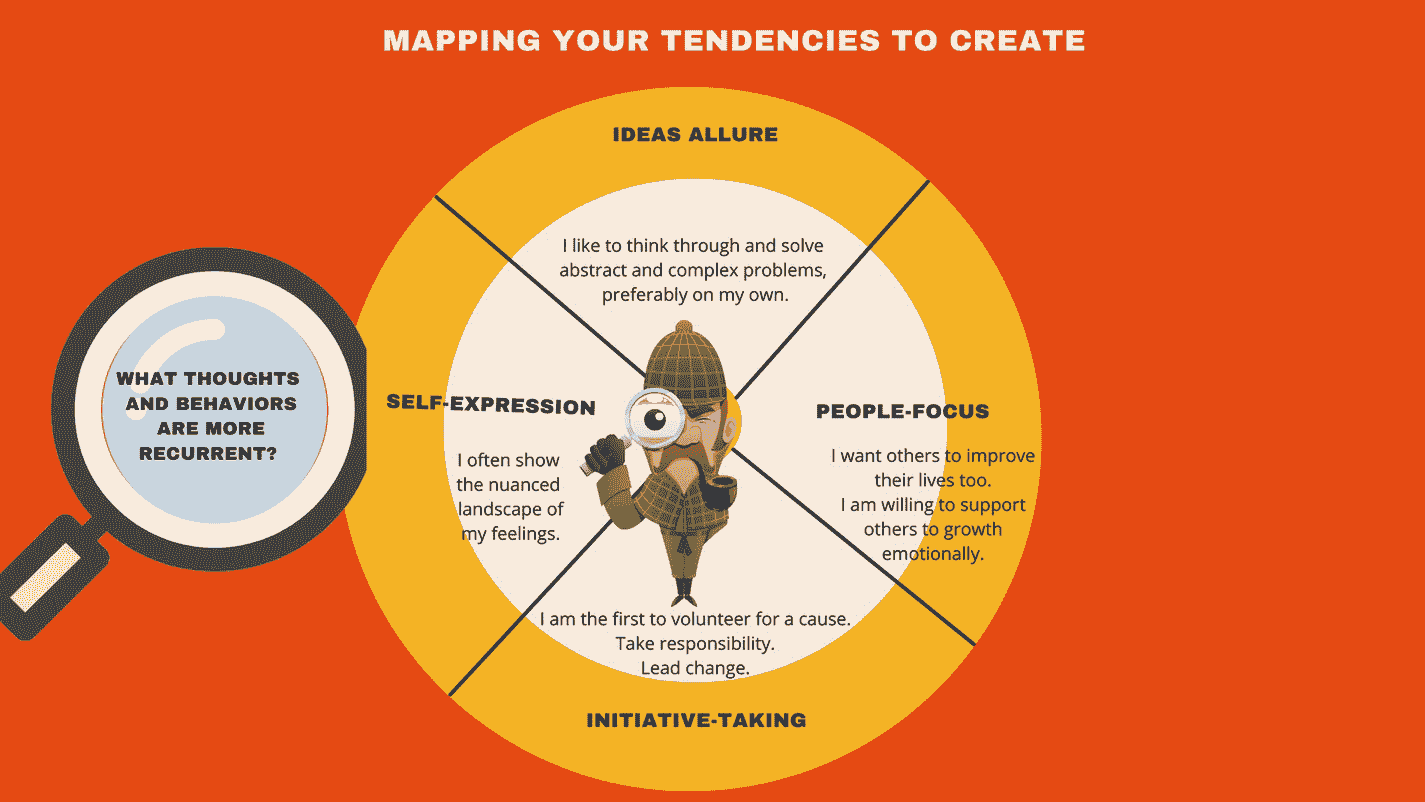 MAPPING YOUR TENDENCIES TO CREATE
IDEAS ALLURE
I like to think through and solve
abstract and complex problems,
preferably on my own.
WHAT THOUGHTS
AND BEHAVIORS
ARE MORE
RECURRENT?
SELF-EXPRESSION
I often show
the nuanced
landscape of
my feelings.
PEOPLE-FOCUS
I want others to improve
their lives too.
I am willing to support
others to growth
emotionally.
I am the first to volunteer for a cause.
Take responsibility.
Lead change.
INITIATIVE-TAKING